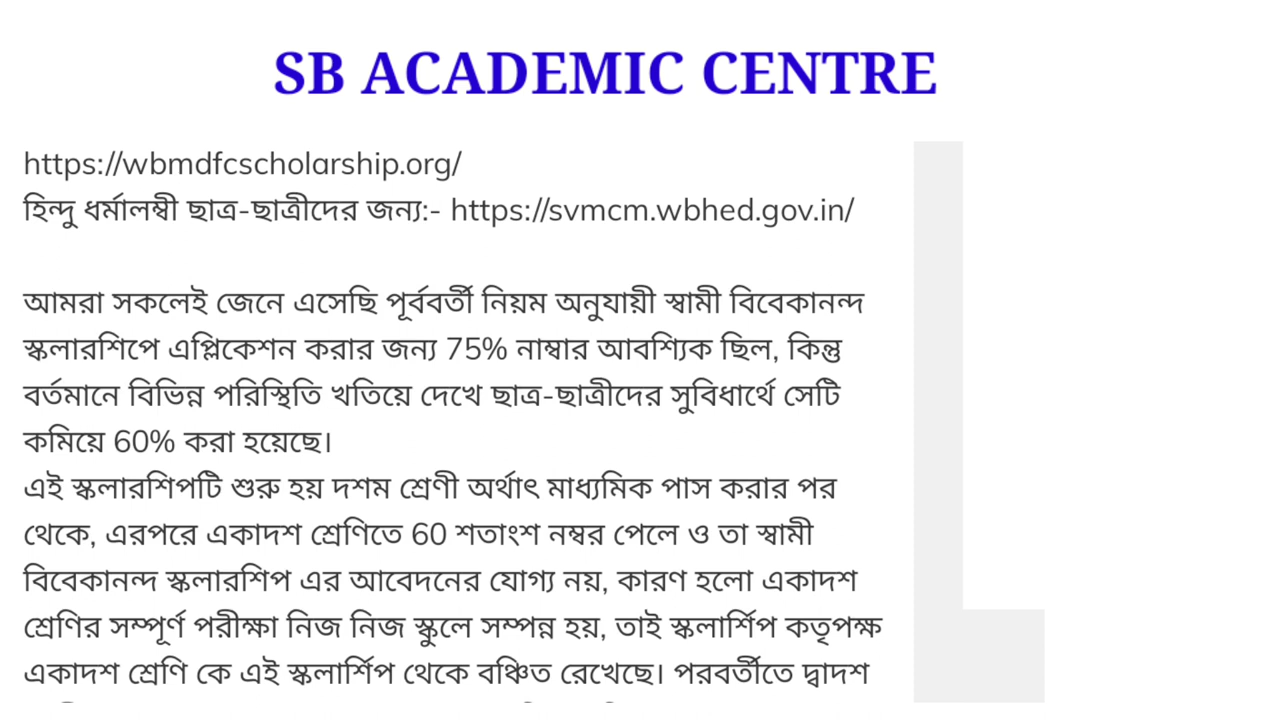 SB ACADEMIC CENTRE
https://wbmdfcscholarship.org/
হিন্দু ধর্মালম্বী ছাত্র-ছাত্রীদের জন্য:- https://svmcm.wbhed.gov.in/
আমরা সকলেই জেনে এসেছি পূর্ববর্তী নিয়ম অনুযায়ী স্বামী বিবেকানন্দ
স্কলারশিপে এপ্লিকেশন করার জন্য 75% নাম্বার আবশ্যিক ছিল, কিন্তু
বর্তমানে বিভিন্ন পরিস্থিতি খতিয়ে দেখে ছাত্র-ছাত্রীদের সুবিধার্থে সেটি
কমিয়ে 60% করা হয়েছে।
এই স্কলারশিপটি শুরু হয় দশম শ্রেণী অর্থাৎ মাধ্যমিক পাস করার পর
থেকে, এরপরে একাদশ শ্রেণিতে 60 শতাংশ নম্বর পেলে ও তা স্বামী
বিবেকানন্দ স্কলারশিপ এর আবেদনের যোগ্য নয়, কারণ হলো একাদশ
শ্রেণির সম্পূর্ণ পরীক্ষা নিজ নিজ স্কুলে সম্পন্ন হয়, তাই স্কলার্শিপ কতৃপক্ষ
একাদশ শ্রেণি কে এই স্কলার্শিপ থেকে বঞ্চিত রেখেছে। পরবর্তীতে দ্বাদশ